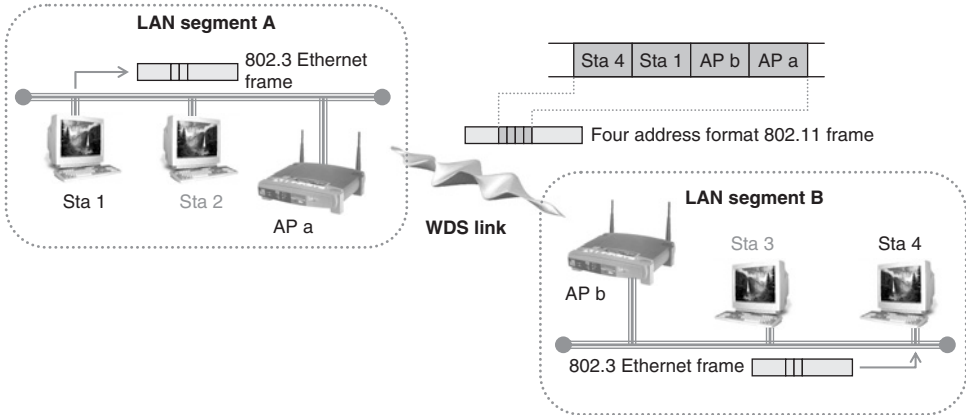 LAN segment A
802.3 Ethernet
frame
Sta 1
Sta 2
AP a
WDS link
Sta 4 Sta 1 AP b AP a
Four address format 802.11 frame
LAN segment B
AP b
Sta 3
Sta 4
802.3 Ethernet frame